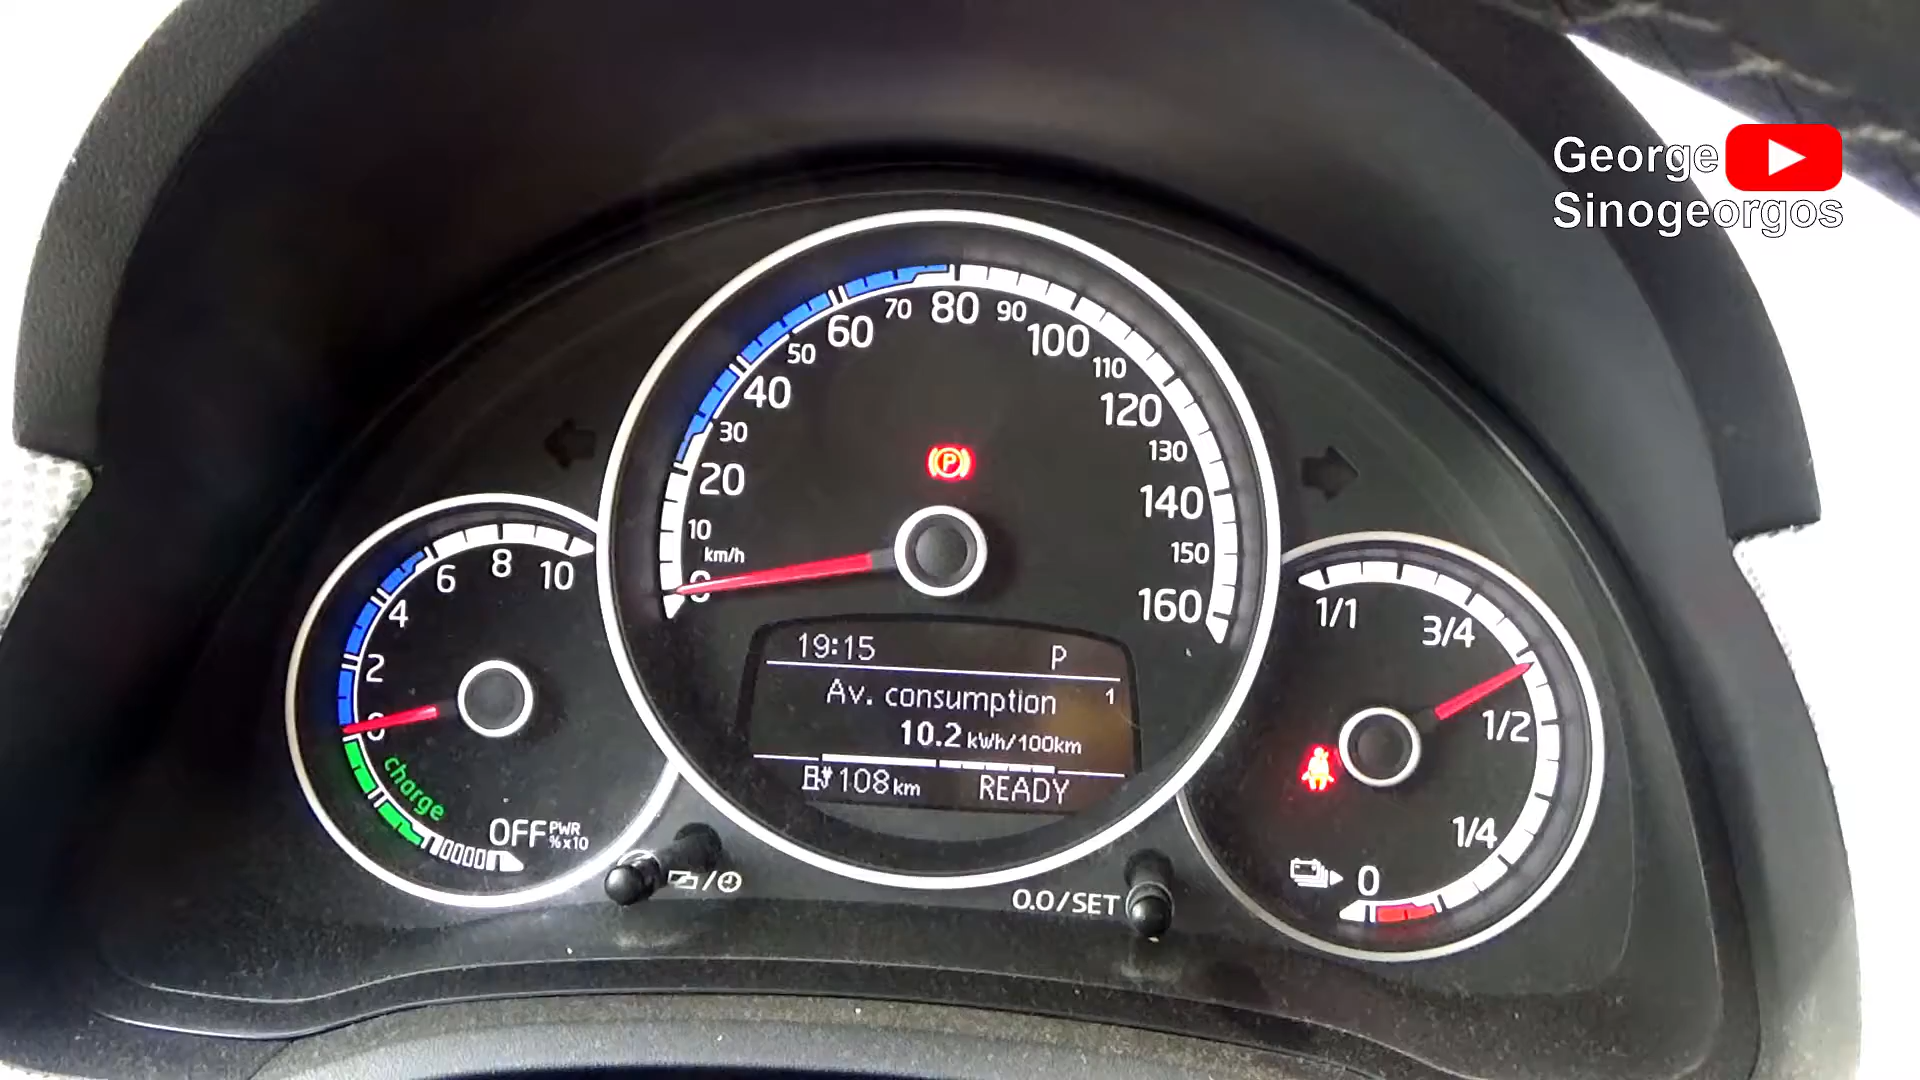 George
Sinogeorgos
0
10
20
30
40
50
60
70
80
90
100
110
120
130
140
150
160
km/h
P
19:15 P
Av. consumption 1
10.2 kWh/100km
108 km READY
0
2
4
6
8
10
charge
OFF PWR
% x10
1/1
3/4
1/2
1/4
0
0.0/SET